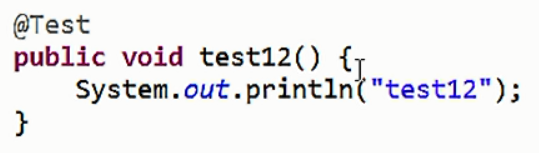 @Test
public void test12() {
    System.out.println("test12");
}